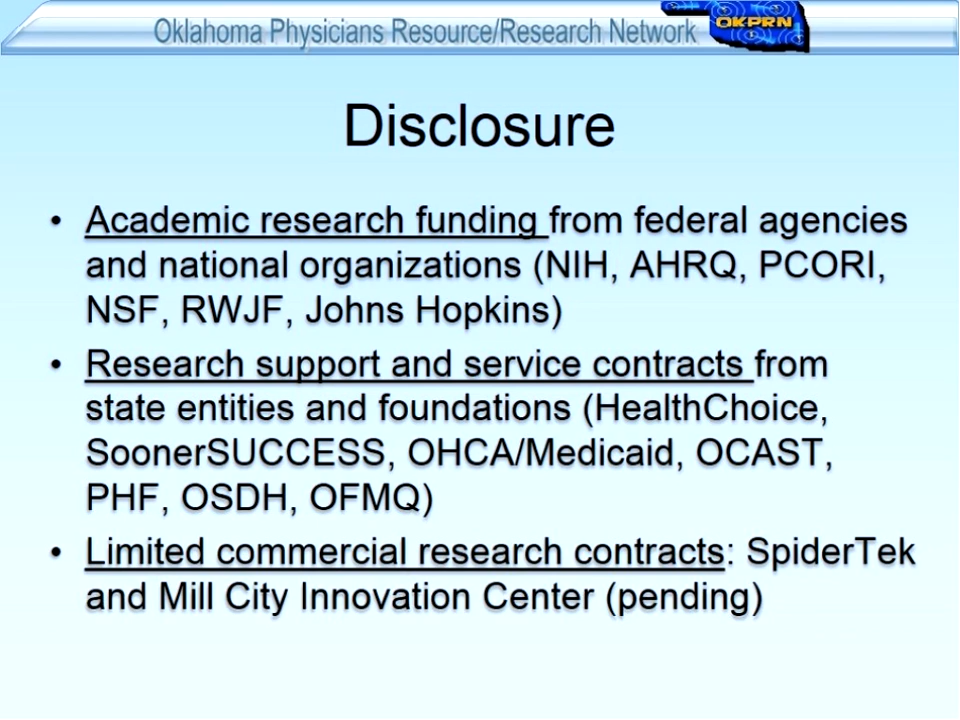 Oklahoma Physicians Resource/Research Network
OKPRN
Disclosure
• Academic research funding from federal agencies
and national organizations (NIH, AHRQ, PCORI,
NSF, RWJF, Johns Hopkins)
• Research support and service contracts from
state entities and foundations (HealthChoice,
SoonerSUCCESS, OHCA/Medicaid, OCAST,
PHF, OSDH, OFMQ)
• Limited commercial research contracts: SpiderTek
and Mill City Innovation Center (pending)